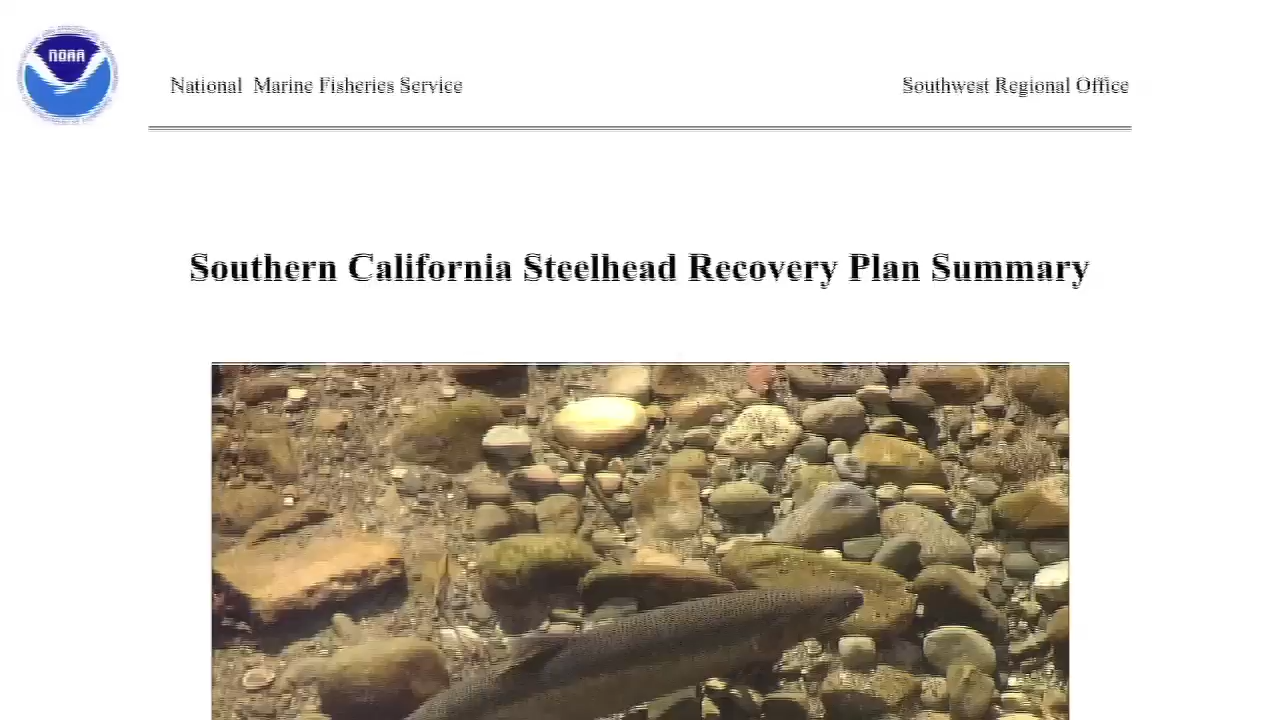 NOAA
National Marine Fisheries Service
Southwest Regional Office
Southern California Steelhead Recovery Plan Summary